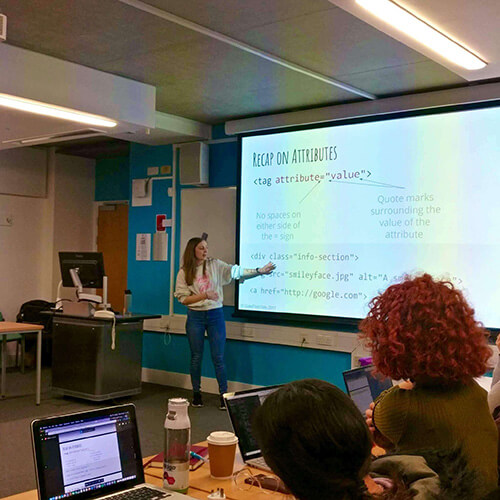 RECAP ON ATTRIBUTES
<tag attribute="value">
No spaces on
either side of
the = sign
Quote marks
surrounding the
value of the
attribute
<div class="info-section">
="smileyface.jpg" alt="A
<a href="http://google.com">